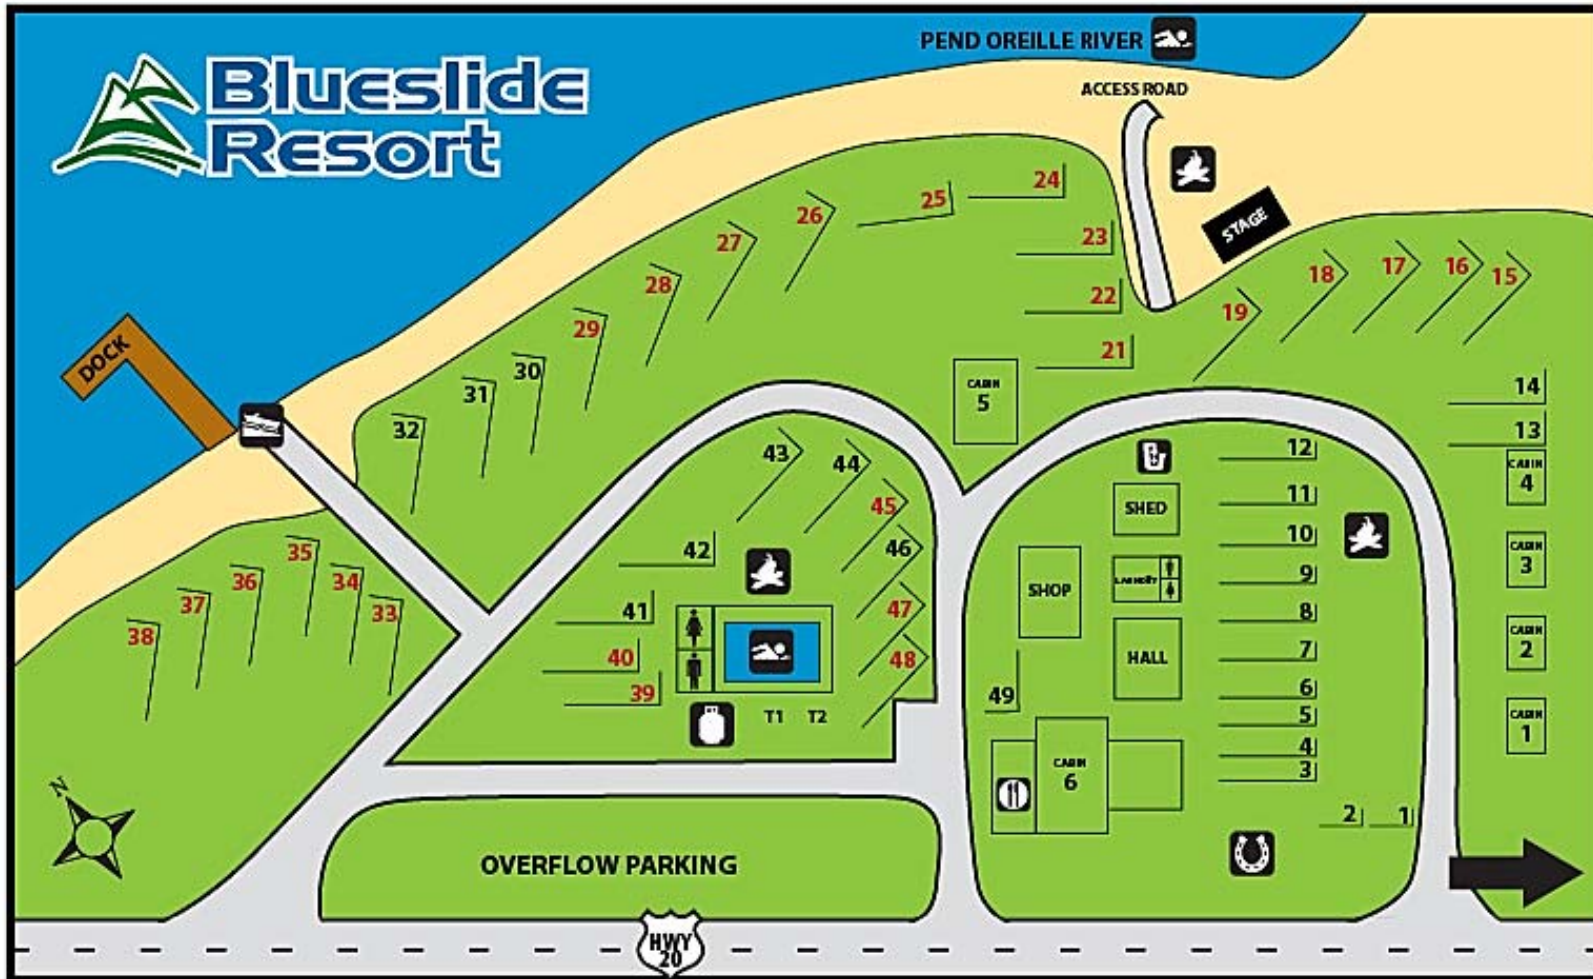 Blueslide
Resort
PEND OREILLE RIVER
ACCESS ROAD
STAGE
DOCK
24
25
26
23
27
28
22
29
21
30
31
32
19
18
17
16
15
14
13
CABIN
5
43
44
45
46
42
47
41
48
40
39
35
36
34
37
33
38
T1 T2
12
11
10
9
8
7
6
5
4
3
2
1
SHED
SHOP
LAUNDRY
HALL
49
CABIN
6
CABIN
4
CABIN
3
CABIN
2
CABIN
1
N
OVERFLOW PARKING
HWY
20